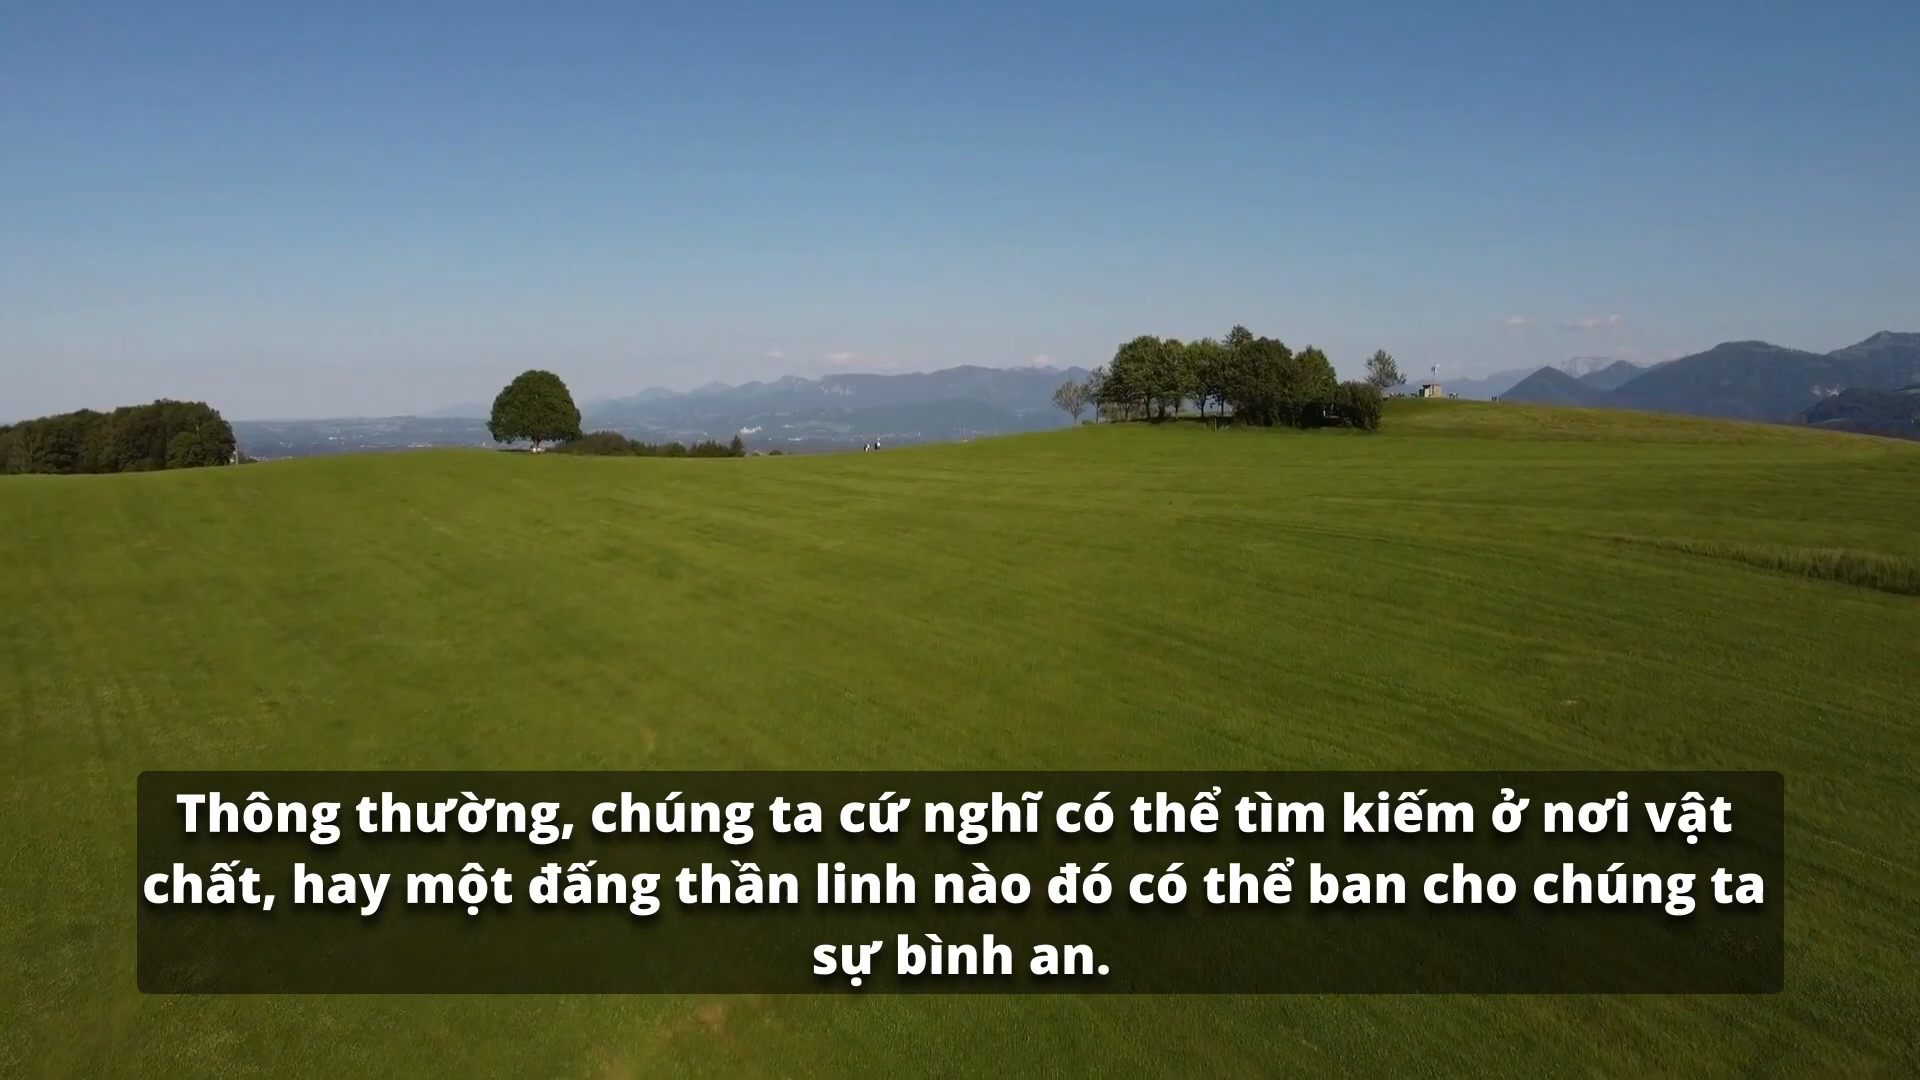 Thông thường, chúng ta cứ nghĩ có thể tìm kiếm ở nơi vật
chất, hay một đấng thần linh nào đó có thể ban cho chúng ta
sự bình an.